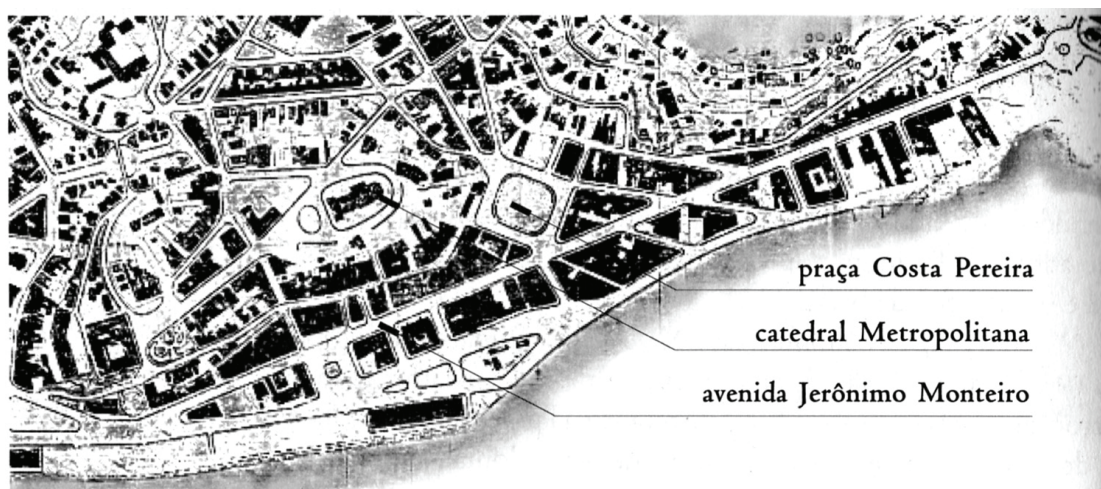 praça Costa Pereira
catedral Metropolitana
avenida Jerônimo Monteiro